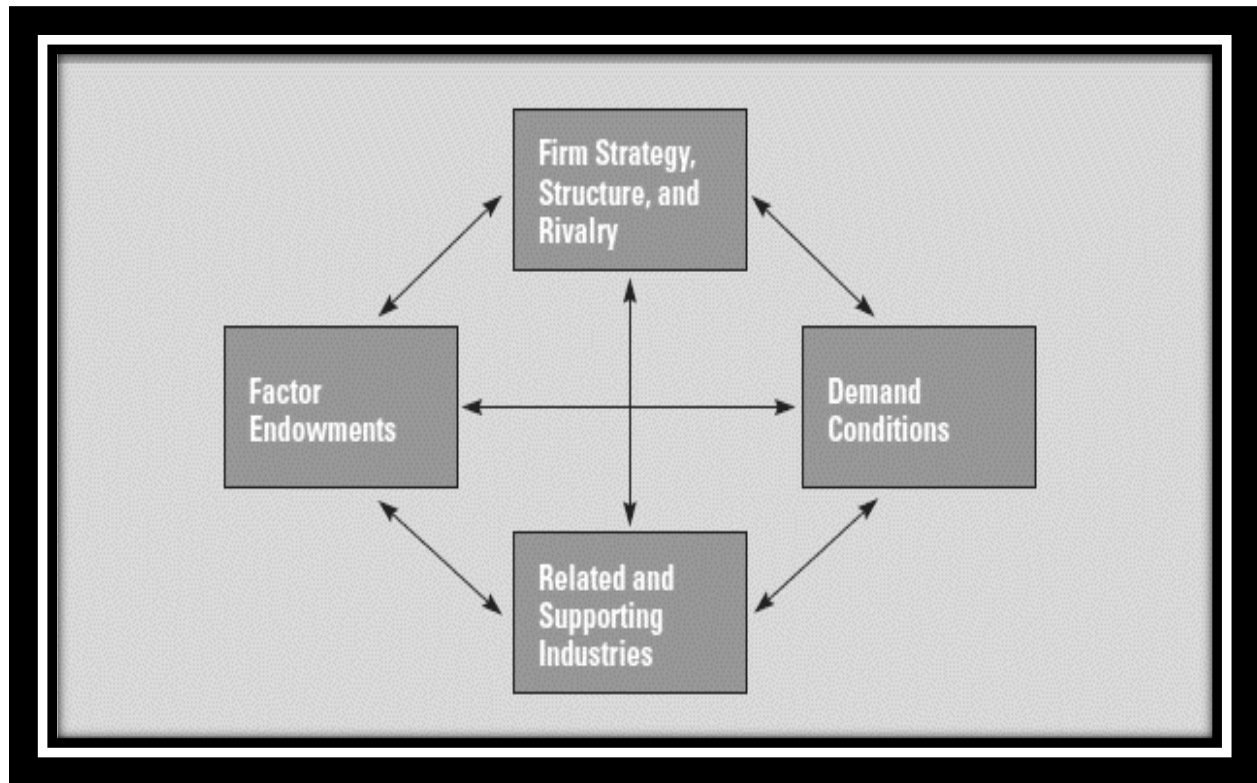 Firm Strategy,
Structure, and
Rivalry
Factor
Endowments
Demand
Conditions
Related and
Supporting
Industries